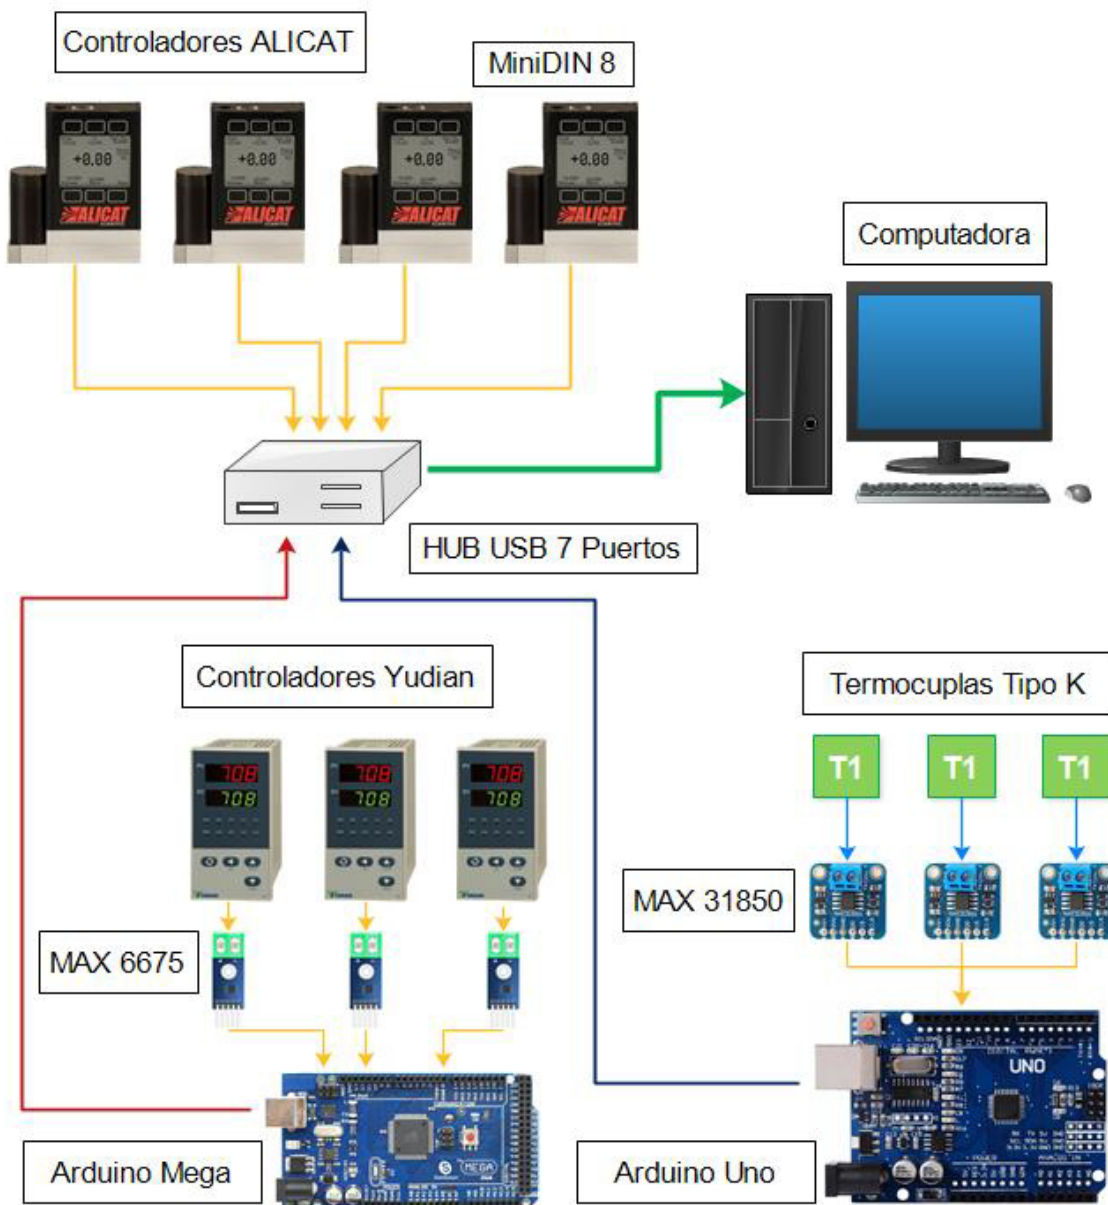 Controladores ALICAT
MiniDIN 8
+0.00
+0.00
+0.00
+0.00
ALICAT
ALICAT
ALICAT
ALICAT
Computadora
HUB USB 7 Puertos
Controladores Yudian
Termocuplas Tipo K
708
708
708
708
708
708
T1
T1
T1
MAX 31850
MAX 6675
UNO
MEGA
Arduino Mega
Arduino Uno